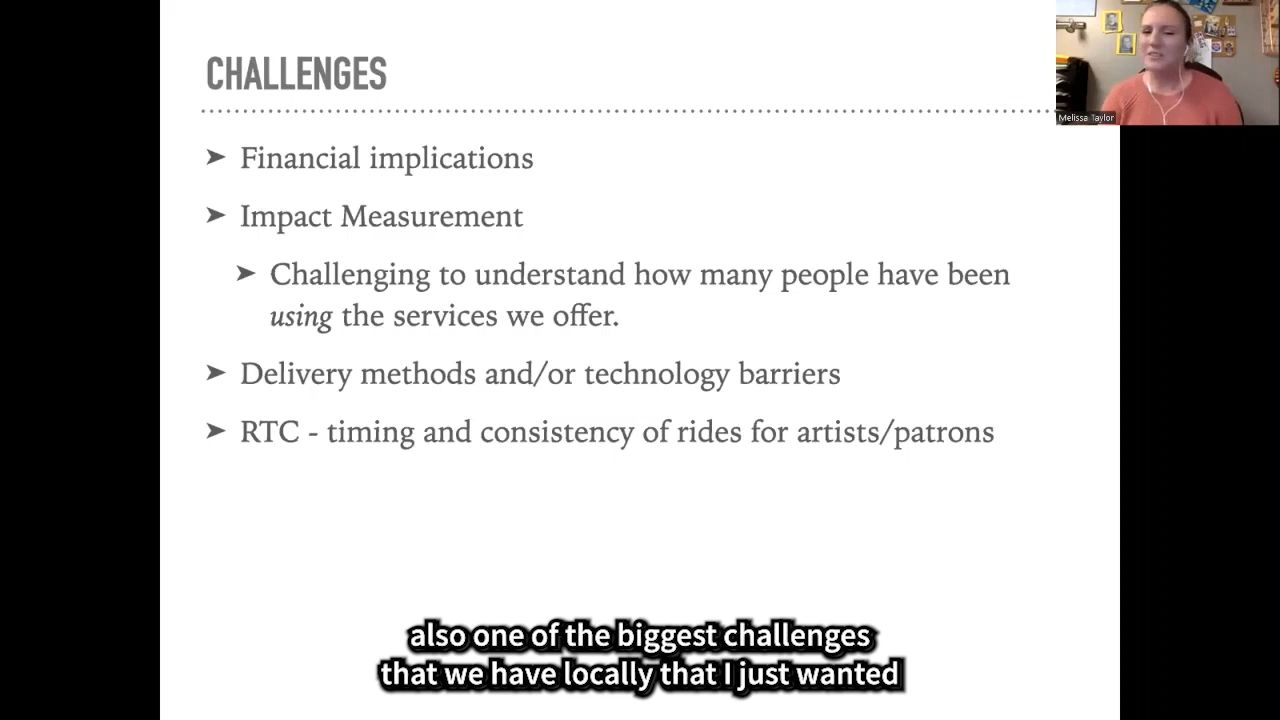 CHALLENGES
➤ Financial implications
➤ Impact Measurement
➤ Challenging to understand how many people have been
using the services we offer.
➤ Delivery methods and/or technology barriers
➤ RTC - timing and consistency of rides for artists/patrons
Melissa Taylor
also one of the biggest challenges
that we have locally that I just wanted